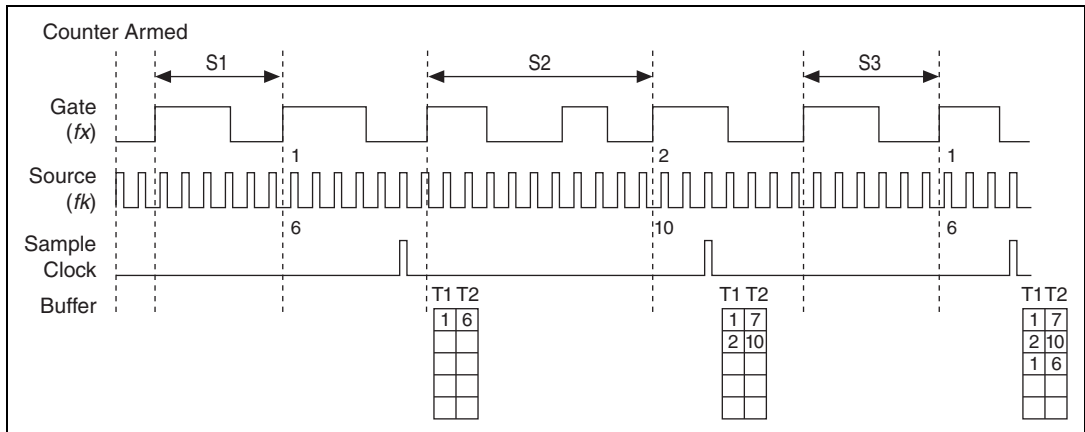 Counter Armed
S1 S2 S3
Gate
(fx)
1 2 1
Source
(fk)
6 10 6
Sample
Clock
Buffer
T1 T2 T1 T2 T1 T2
1 6 1 7 1 7
2 10 2 10
1 6